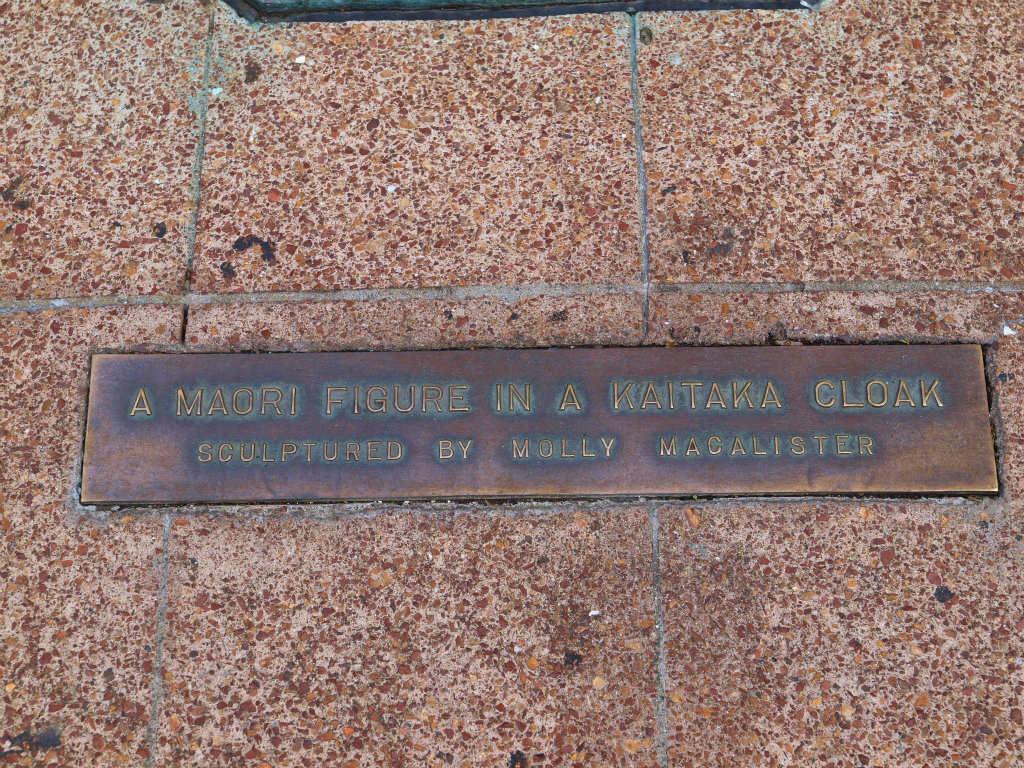 A MAORI FIGURE IN A KAITAKA CLOAK
SCULPTURED BY MOLLY MACALISTER